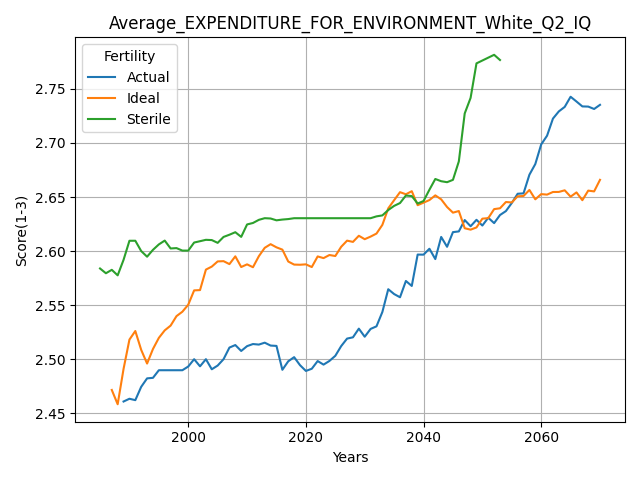 Average_EXPENDITURE_FOR_ENVIRONMENT_White_Q2_IQ
Fertility
Actual
Ideal
Sterile
Score(1-3)
2.75
2.70
2.65
2.60
2.55
2.50
2.45
2000
2020
2040
2060
Years